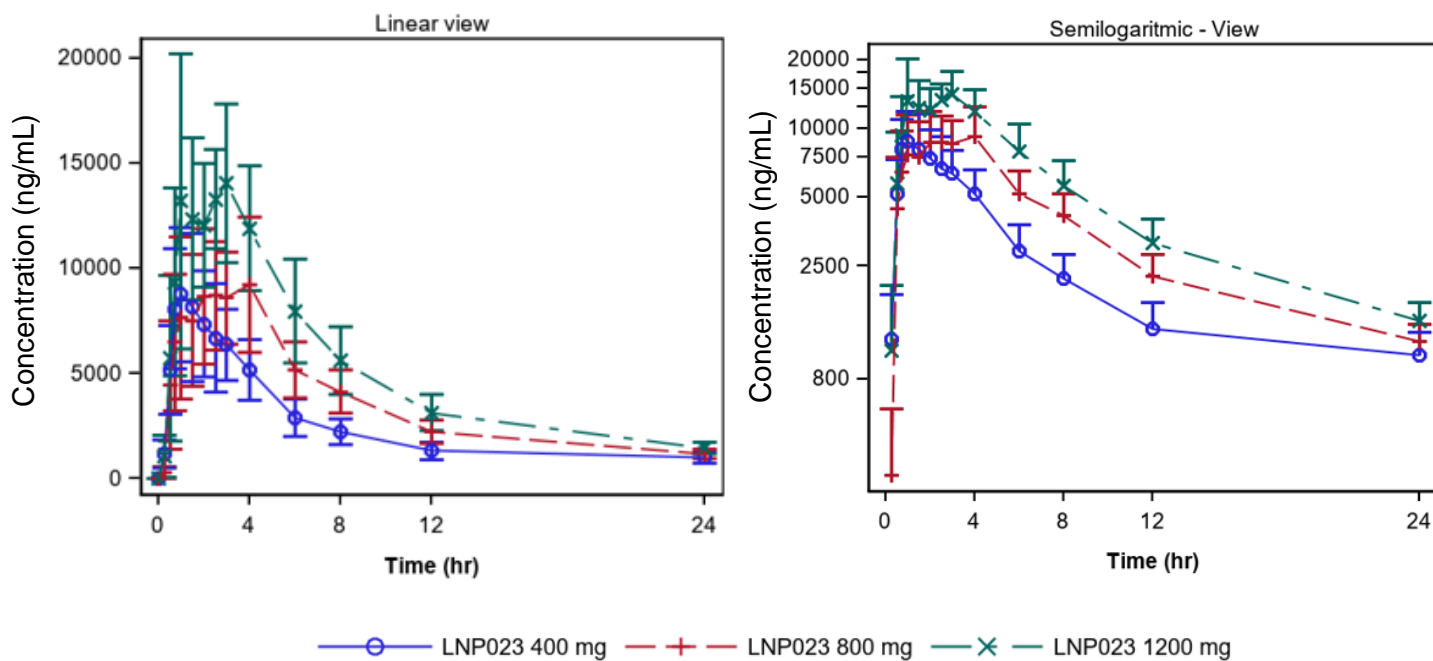 Linear view
Concentration (ng/mL)
20000
15000
10000
5000
0
0 4 8 12 24
Time (hr)
Semilogaritmic - View
Concentration (ng/mL)
20000
15000
10000
7500
5000
2500
800
0 4 8 12 24
Time (hr)
LNP023 400 mg LNP023 800 mg LNP023 1200 mg